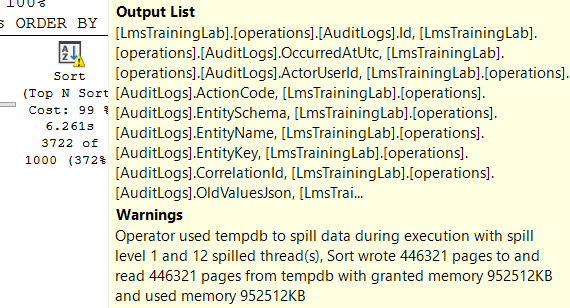 100%
s ORDER BY
Sort
(Top N Sort
Cost: 99 %
6.261s
3722 of
1000 (372%
Output List
[LmsTrainingLab].[operations].[AuditLogs].Id, [LmsTrainingLab].
[operations].[AuditLogs].OccurredAtUtc, [LmsTrainingLab].
[operations].[AuditLogs].ActorUserId, [LmsTrainingLab].[operations].
[AuditLogs].ActionCode, [LmsTrainingLab].[operations].
[AuditLogs].EntitySchema, [LmsTrainingLab].[operations].
[AuditLogs].EntityName, [LmsTrainingLab].[operations].
[AuditLogs].EntityKey, [LmsTrainingLab].[operations].
[AuditLogs].CorrelationId, [LmsTrainingLab].[operations].
[AuditLogs].OldValuesJson, [LmsTrai...
Warnings
Operator used tempdb to spill data during execution with spill
level 1 and 12 spilled thread(s), Sort wrote 446321 pages to and
read 446321 pages from tempdb with granted memory 952512KB
and used memory 952512KB